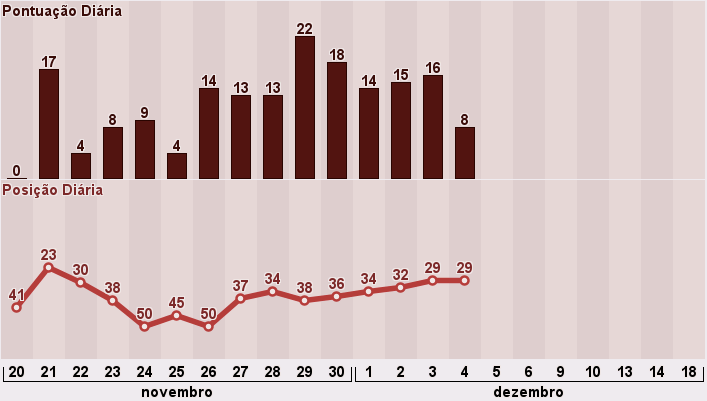 Pontuação Diária
0 17 4 8 9 4 14 13 13 22 18 14 15 16 8
Posição Diária
41 23 30 38 50 45 50 37 34 38 36 34 32 29 29
20 21 22 23 24 25 26 27 28 29 30 1 2 3 4 5 6 9 10 13 14 18
novembro dezembro